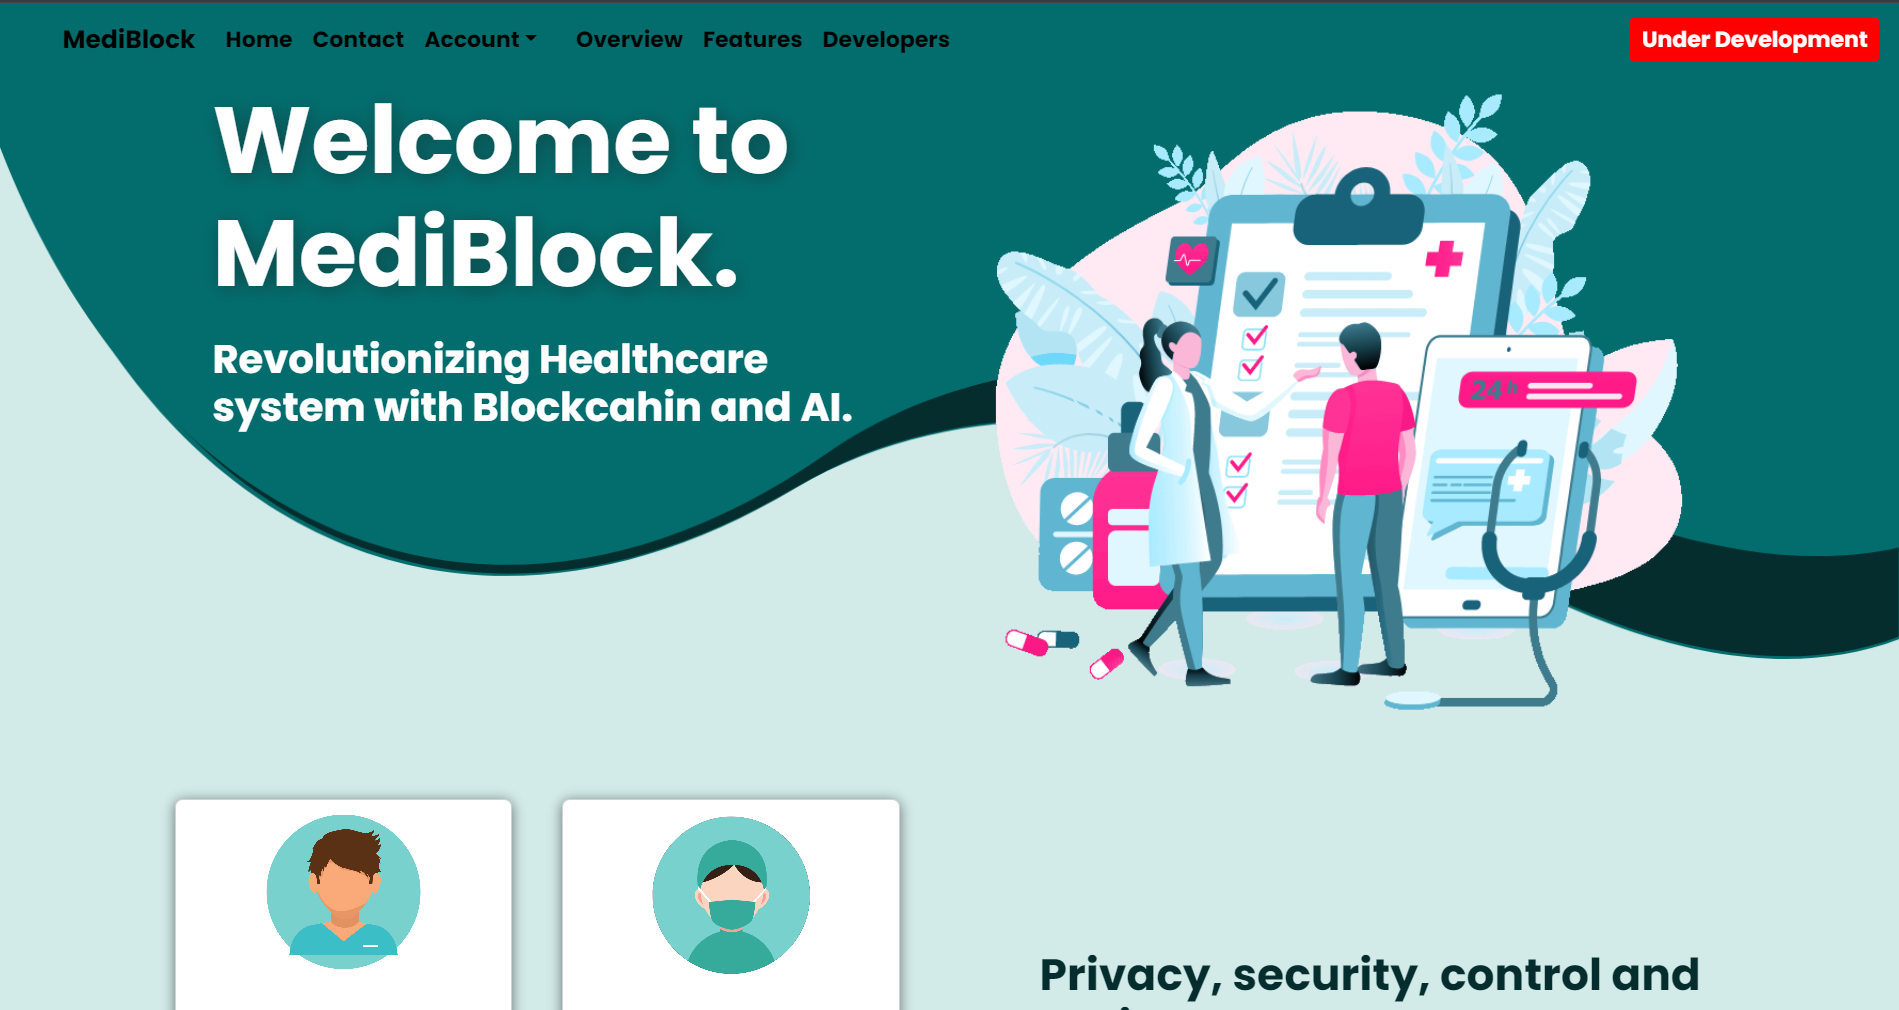 MediBlock Home Contact Account Overview Features Developers Under Development
Welcome to
MediBlock.
Revolutionizing Healthcare
system with Blockcahin and AI.
24 h
Privacy, security, control and